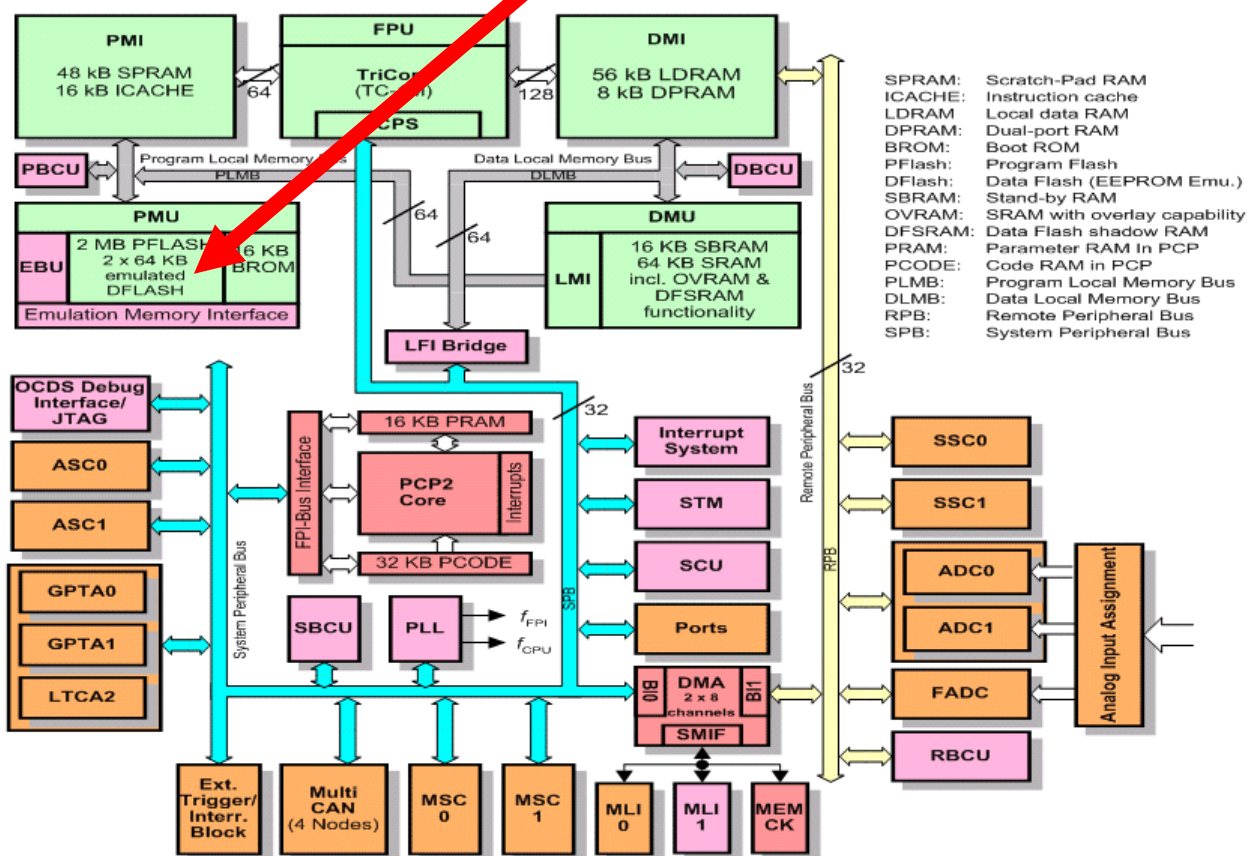 PMI
48 kB SPRAM
16 kB ICACHE
64
FPU
TriCor
CPS
128
DMI
56 kB LDRAM
8 kB DPRAM
SPRAM: Scratch-Pad RAM
ICACHE: Instruction cache
LDRAM Local data RAM
DPRAM: Dual-port RAM
BROM: Boot ROM
PFlash: Program Flash
DFlash: Data Flash (EEPROM Emu.)
SBRAM: Stand-by RAM
OVRAM: SRAM with overlay capability
DFSRAM: Data Flash shadow RAM
PRAM: Parameter RAM In PCP
PCODE: Code RAM in PCP
PLMB: Program Local Memory Bus
DLMB: Data Local Memory Bus
RPB: Remote Peripheral Bus
SPB: System Peripheral Bus
PBCU
Program Local Memory
PLMB
Data Local Memory Bus
DLMB
DBCU
64
64
PMU
EBU
2 MB PFLASH
2 x 64 KB
emulated
DFLASH
16 KB
BROM
Emulation Memory Interface
DMU
LMI
16 KB SBRAM
64 KB SRAM
incl. OVRAM &
DFSRAM
functionality
LFI Bridge
32
32
OCDS Debug
Interface/
JTAG
ASC0
ASC1
GPTA0
GPTA1
LTCA2
System Peripheral Bus
FPI-Bus Interface
16 KB PRAM
PCP2
Core
Interrupts
32 KB PCODE
SBCU
PLL
fFPI
fCPU
SPB
Interrupt
System
STM
SCU
Ports
BI0
DMA
2 x 8
channels
BI1
SMIF
Remote Peripheral Bus
RPB
SSC0
SSC1
ADC0
ADC1
FADC
RBCU
Analog Input Assignment
Ext.
Trigger/
Interr.
Block
Multi
CAN
(4 Nodes)
MSC
0
MSC
1
MLI
0
MLI
1
MEM
CK